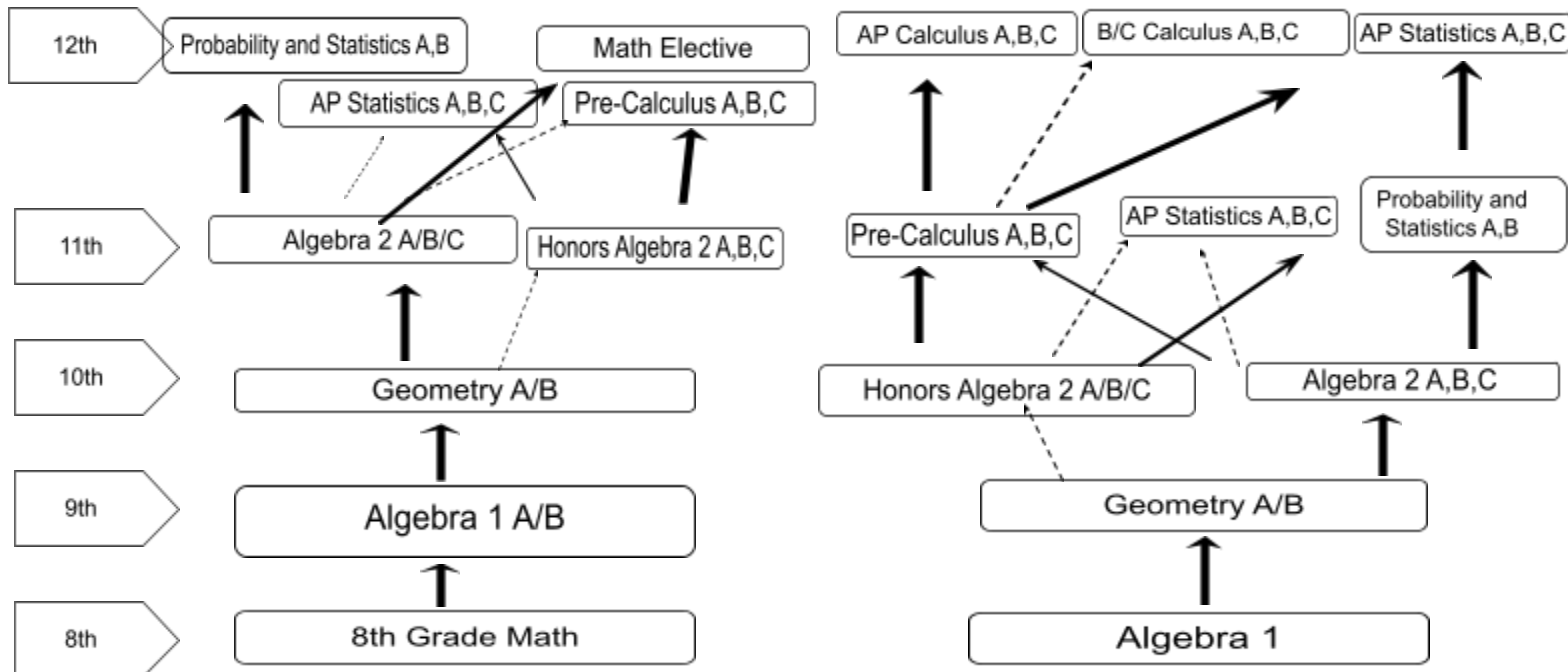 12th
Probability and Statistics A,B
Math Elective
AP Statistics A,B,C
Pre-Calculus A,B,C
11th
Algebra 2 A/B/C
Honors Algebra 2 A,B,C
10th
Geometry A/B
9th
Algebra 1 A/B
8th
8th Grade Math
AP Calculus A,B,C
B/C Calculus A,B,C
AP Statistics A,B,C
Pre-Calculus A,B,C
AP Statistics A,B,C
Probability and
Statistics A,B
Honors Algebra 2 A/B/C
Algebra 2 A,B,C
Geometry A/B
Algebra 1